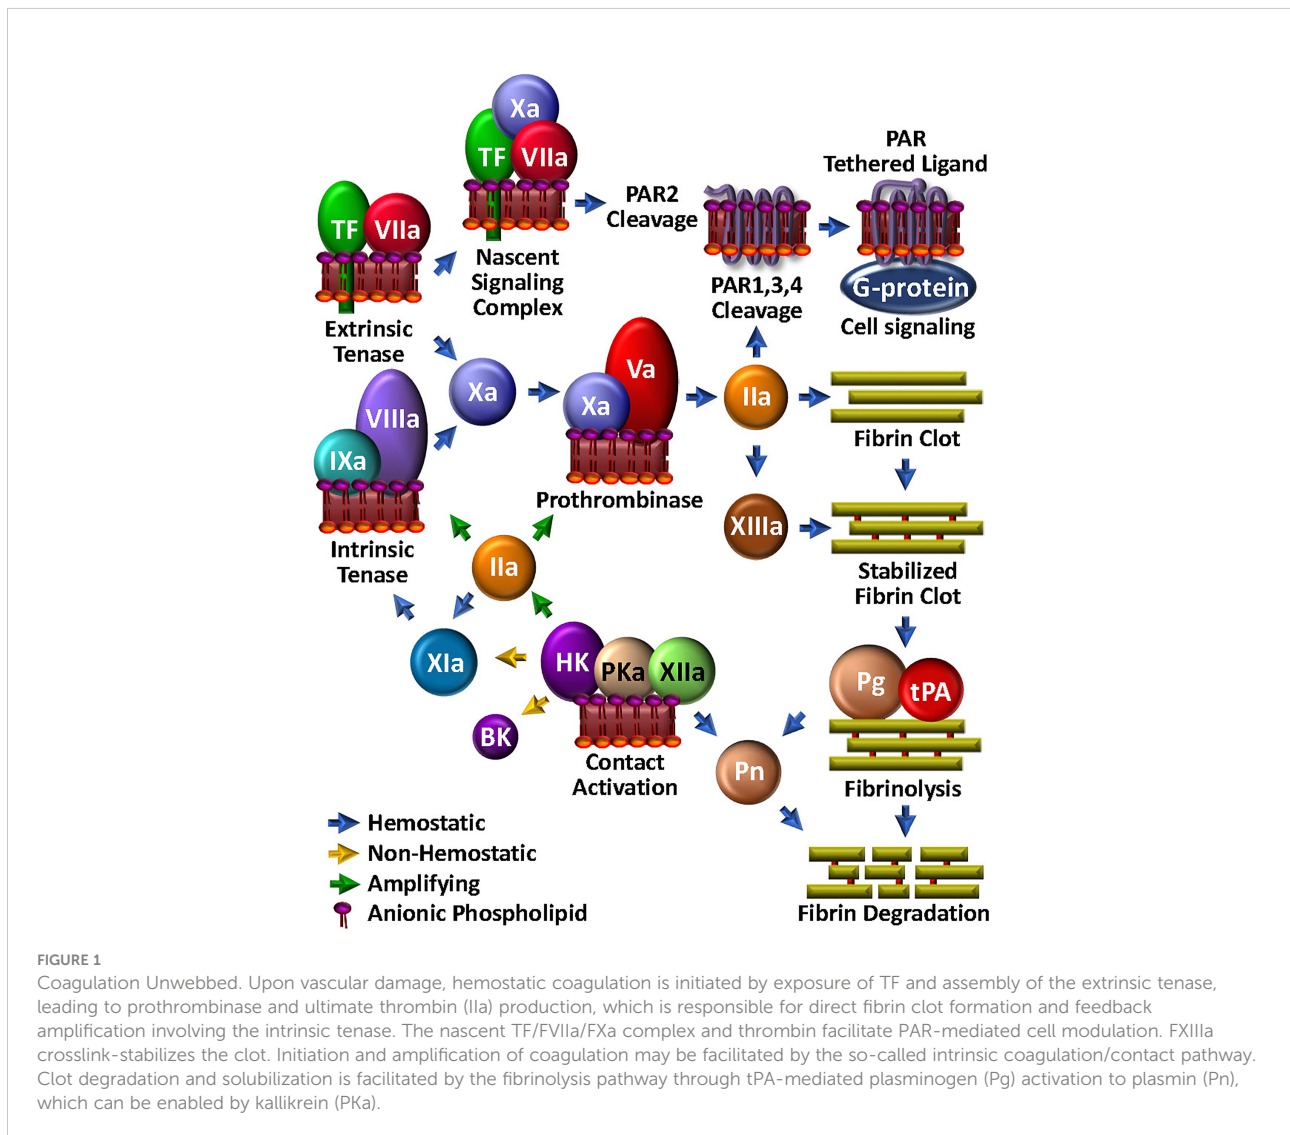 Xa
TF
VIIa
PAR
Tethered Ligand
TF
VIIa
PAR2
Cleavage
Nascent
Signaling
Complex
PAR1,3,4
Cleavage
G-protein
Cell signaling
Extrinsic
Tenase
Xa
Xa
Va
IIa
VIIIa
IXa
Fibrin Clot
Prothrombinase
XIIIa
Intrinsic
Tenase
IIa
Stabilized
Fibrin Clot
XIa
HK
PKa
XIIa
Pg
tPA
BK
Contact
Activation
Pn
Fibrinolysis
Hemostatic
Non-Hemostatic
Amplifying
Anionic Phospholipid
Fibrin Degradation
FIGURE 1
Coagulation Unwebbed. Upon vascular damage, hemostatic coagulation is initiated by exposure of TF and assembly of the extrinsic tenase,
leading to prothrombinase and ultimate thrombin (IIa) production, which is responsible for direct fibrin clot formation and feedback
amplification involving the intrinsic tenase. The nascent TF/FVIIa/FXa complex and thrombin facilitate PAR-mediated cell modulation. FXIIIa
crosslink-stabilizes the clot. Initiation and amplification of coagulation may be facilitated by the so-called intrinsic coagulation/contact pathway.
Clot degradation and solubilization is facilitated by the fibrinolysis pathway through tPA-mediated plasminogen (Pg) activation to plasmin (Pn),
which can be enabled by kallikrein (PKa).